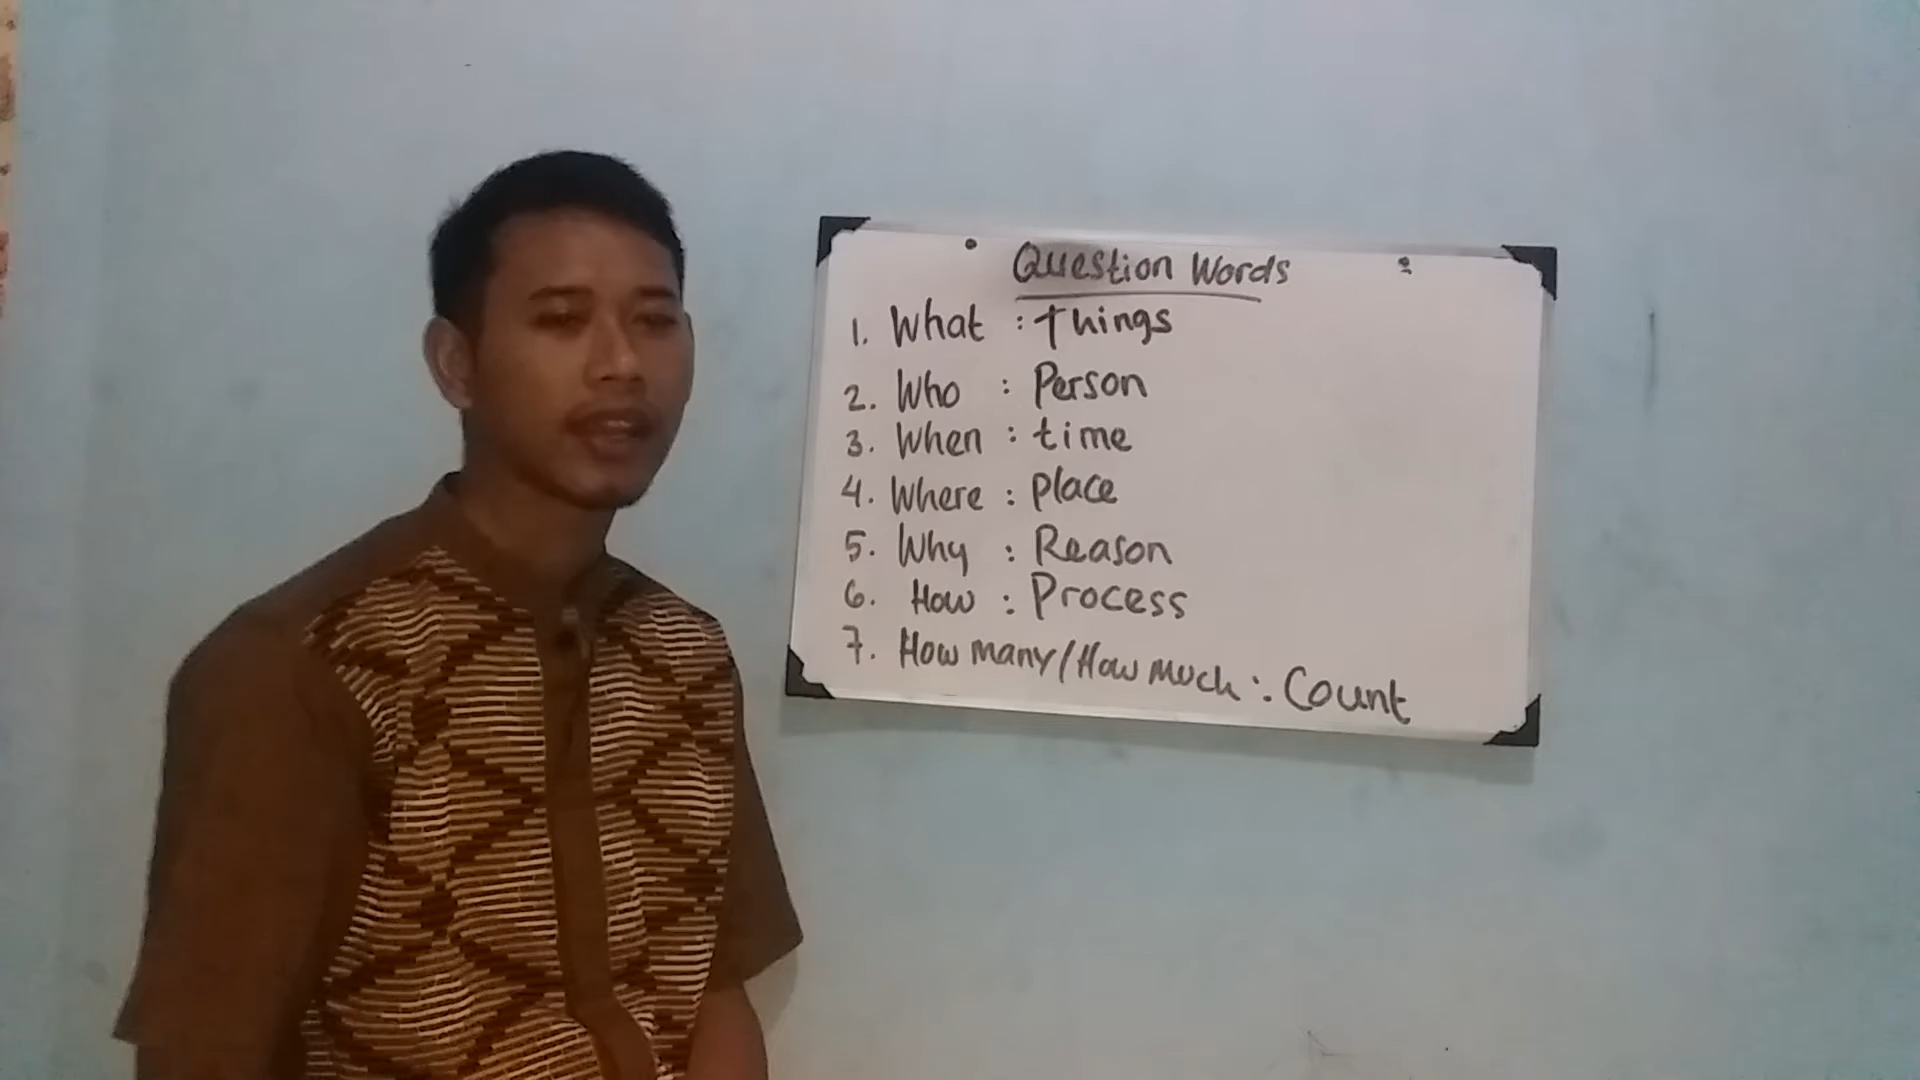 Question Words
1. What : Things
2. Who : Person
3. When : time
4. Where : place
5. Why : Reason
6. How : Process
7. How many/How much : Count